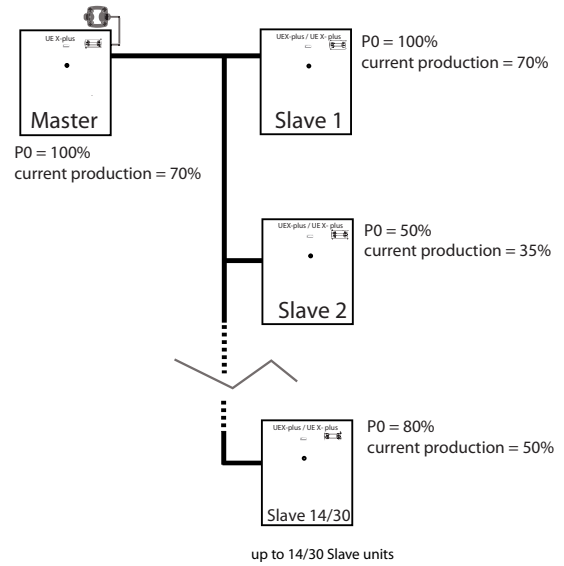 UE X-plus
Master
P0 = 100%
current production = 70%
UEX-plus / UE X- plus
Slave 1
P0 = 100%
current production = 70%
UEX-plus / UE X- plus
Slave 2
P0 = 50%
current production = 35%
UEX-plus / UE X- plus
Slave 14/30
P0 = 80%
current production = 50%
up to 14/30 Slave units